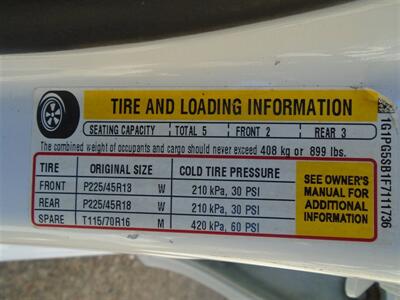 TIRE AND LOADING INFORMATION
SEATING CAPACITY TOTAL 5 FRONT 2 REAR 3
The combined weight of occupants and cargo should never exceed 408 kg or 899 lbs.
TIRE ORIGINAL SIZE COLD TIRE PRESSURE
FRONT P225/45R13 W 210 kPa, 30 PSI
REAR P225/45R18 W 210 kPa, 30 PSI
SPARE T115/70R16 M 420 kPa, 60 PSI
SEE OWNER'S
MANUAL FOR
ADDITIONAL
INFORMATION
1G1PG5SB1F7111736